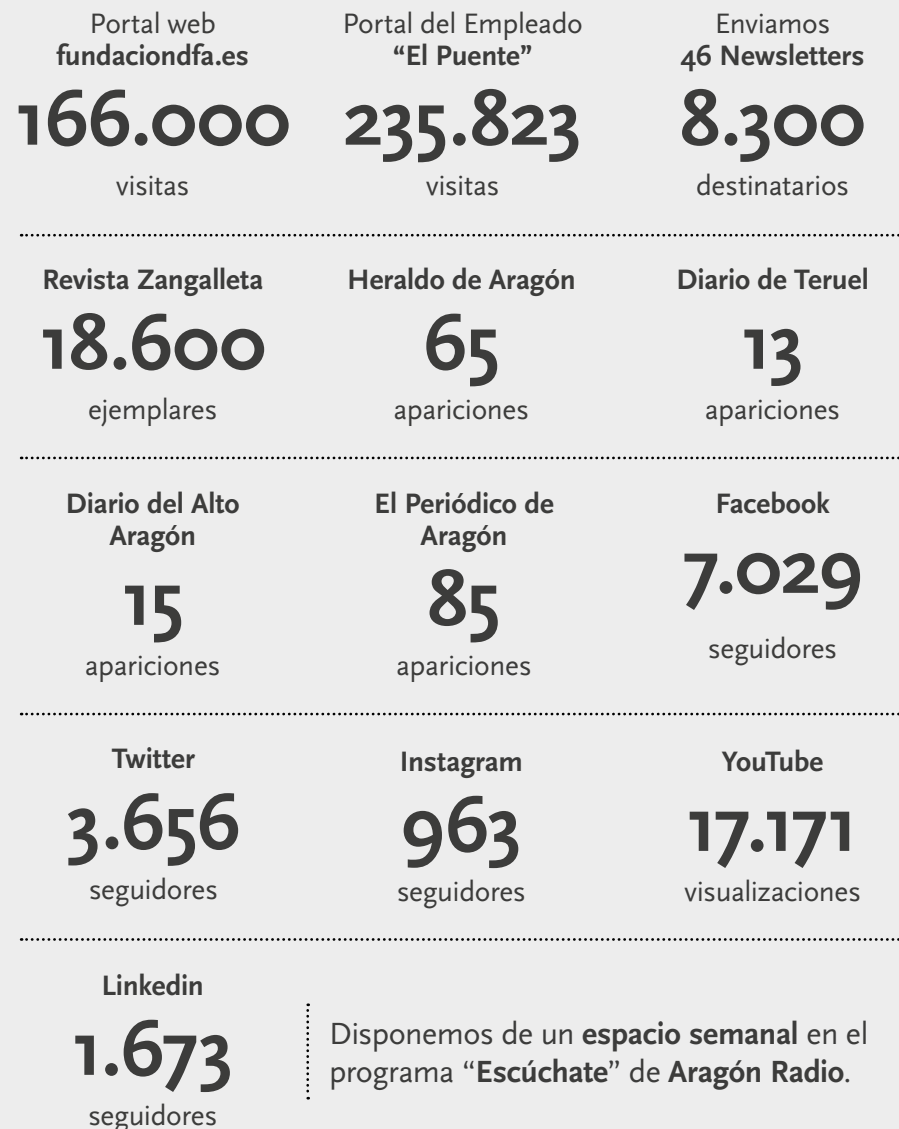 Portal web
fundaciondfa.es
166.000
visitas
Portal del Empleado
“El Puente”
235.823
visitas
Enviamos
46 Newsletters
8.300
destinatarios
Revista Zangalleta
18.600
ejemplares
Heraldo de Aragón
65
apariciones
Diario de Teruel
13
apariciones
Diario del Alto
Aragón
15
apariciones
El Periódico de
Aragón
85
apariciones
Facebook
7.029
seguidores
Twitter
3.656
seguidores
Instagram
963
seguidores
YouTube
17.171
visualizaciones
Linkedin
1.673
seguidores
Disponemos de un espacio semanal en el
programa “Escúchate” de Aragón Radio.